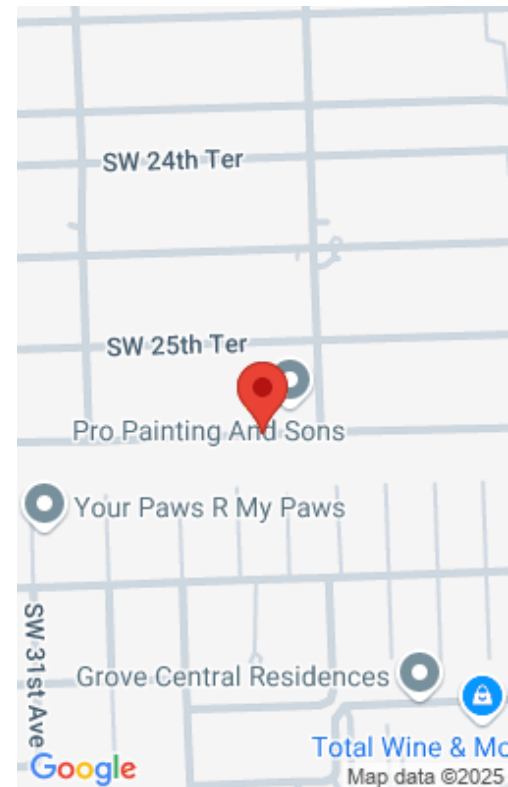 SW 24th Ter
SW 25th Ter
Pro Painting And Sons
Your Paws R My Paws
SW 31st Ave
Grove Central Residences
Total Wine & Mo
Google
Map data ©2025